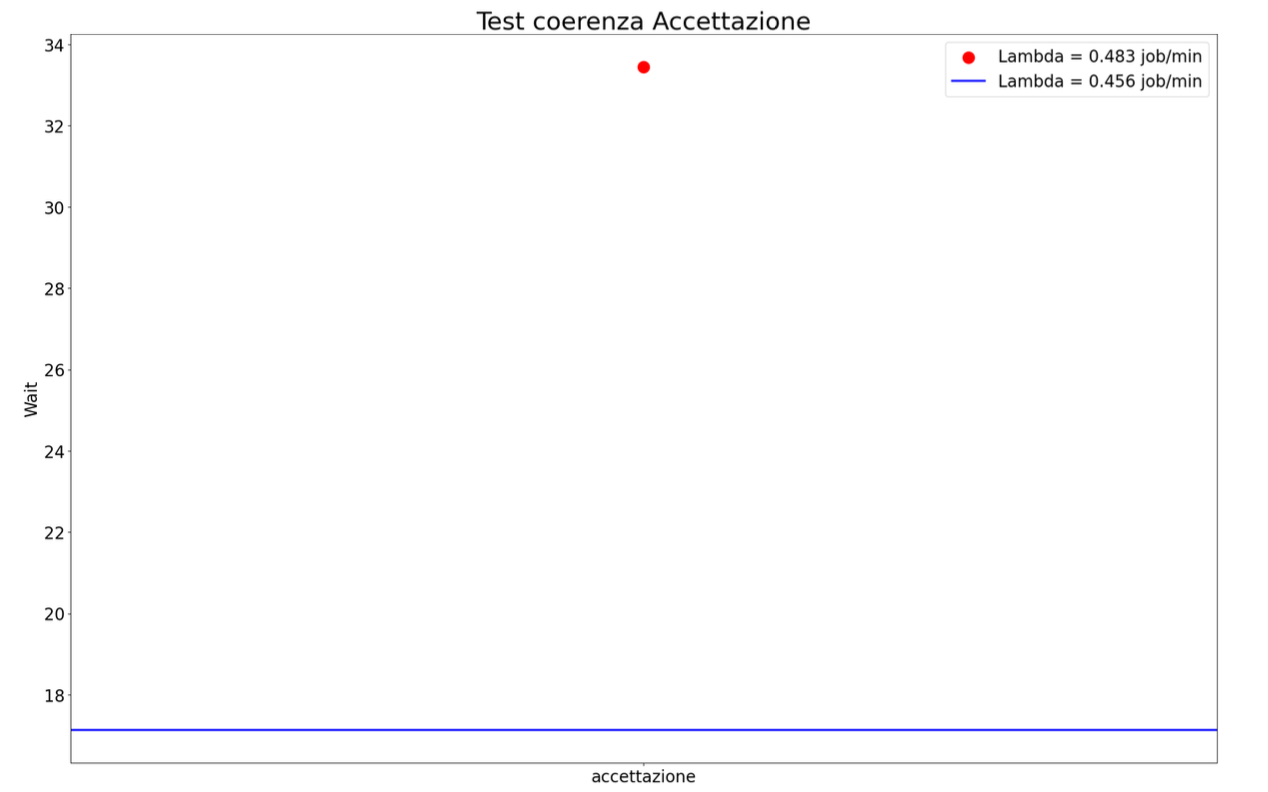 Test coerenza Accettazione
34
32
30
28
26
24
22
20
18
Wait
Lambda = 0.483 job/min
Lambda = 0.456 job/min
accettazione